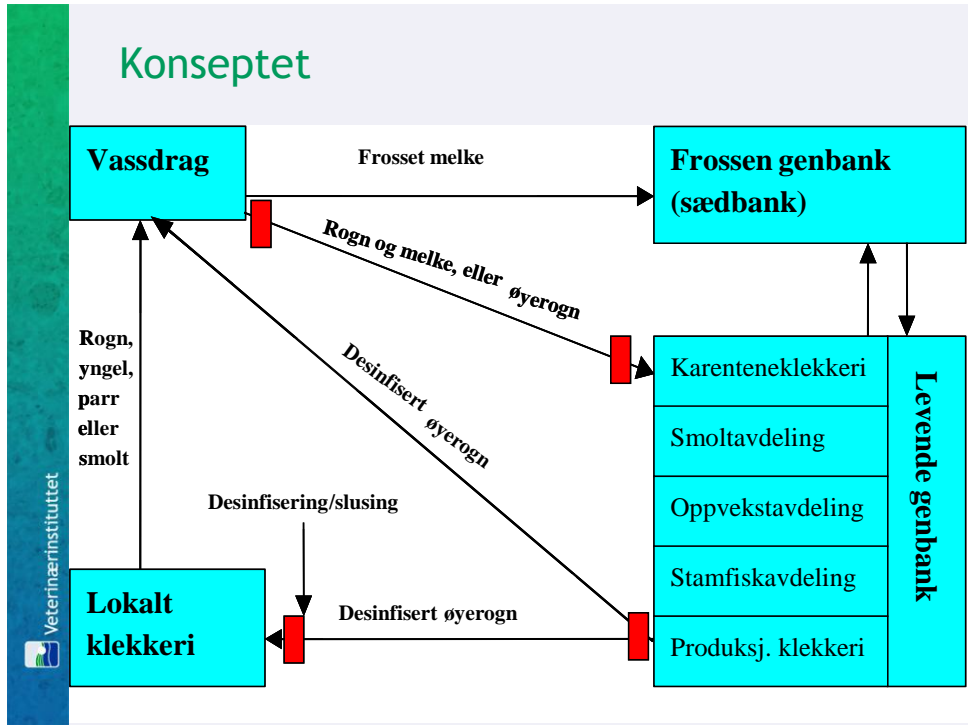 Konseptet
Vassdrag
Frosset melke
Frossen genbank
(sædbank)
Rogn og melke, eller øyerogn
Rogn,
yngel,
parr
eller
smolt
Desinfisert øyerogn
Karenteneklekkeri
Smoltavdeling
Oppvekstavdeling
Stamfiskavdeling
Produksj. klekkeri
Levende genbank
Desinfisering/slusing
Desinfisert øyerogn
Lokalt
klekkeri
Veterinærinstituttet